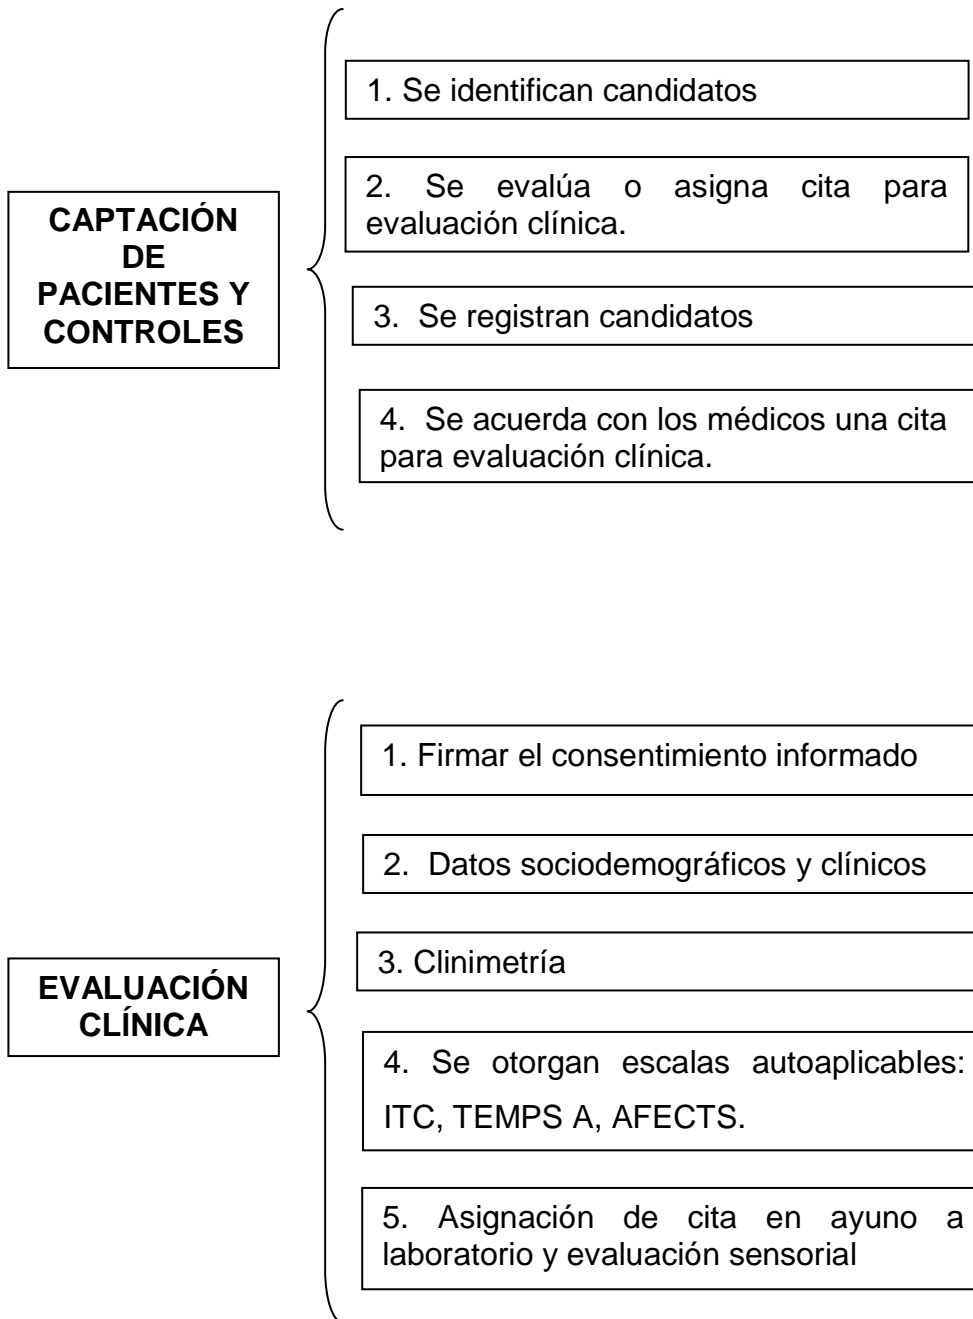 CAPTACIÓN
DE
PACIENTES Y
CONTROLES
1. Se identifican candidatos
2. Se evalúa o asigna cita para
evaluación clínica.
3. Se registran candidatos
4. Se acuerda con los médicos una cita
para evaluación clínica.
EVALUACIÓN
CLÍNICA
1. Firmar el consentimiento informado
2. Datos sociodemográficos y clínicos
3. Clinimetría
4. Se otorgan escalas autoaplicables:
ITC, TEMPS A, AFECTS.
5. Asignación de cita en ayuno a
laboratorio y evaluación sensorial